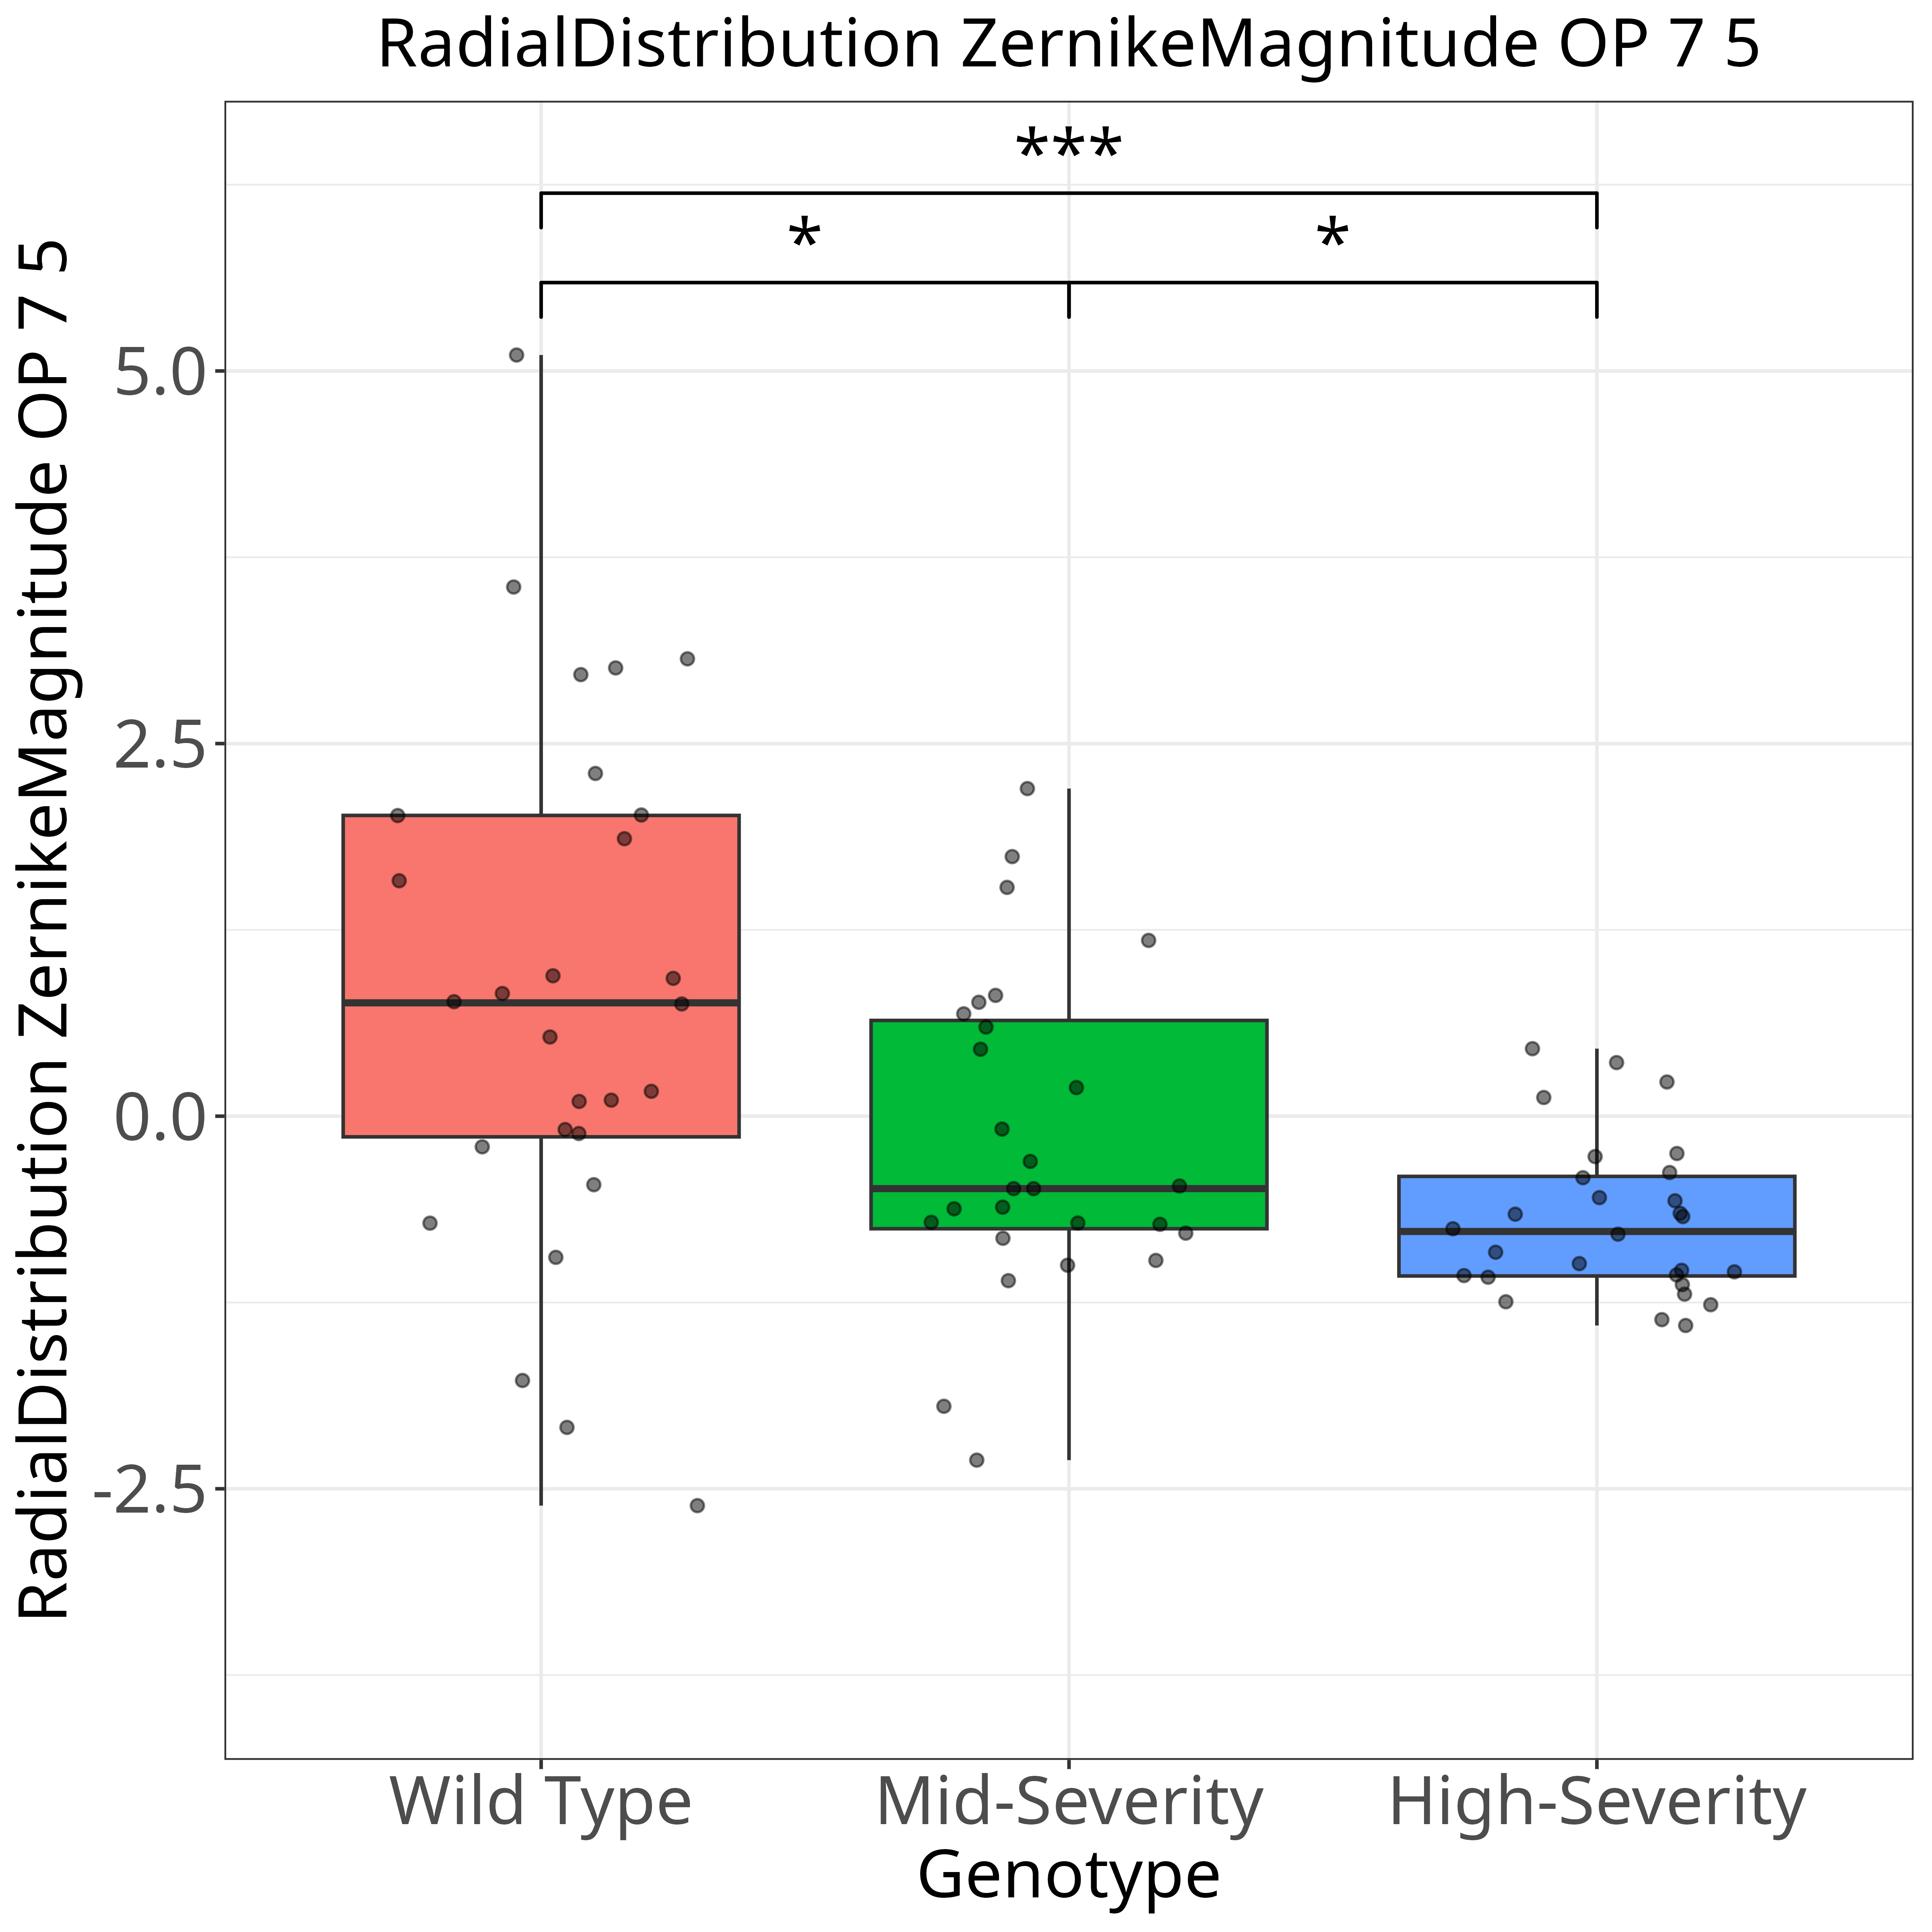 RadialDistribution ZernikeMagnitude OP 7 5
***
*
*
RadialDistribution ZernikeMagnitude OP 7 5
5.0
2.5
0.0
-2.5
Wild Type
Mid-Severity
High-Severity
Genotype